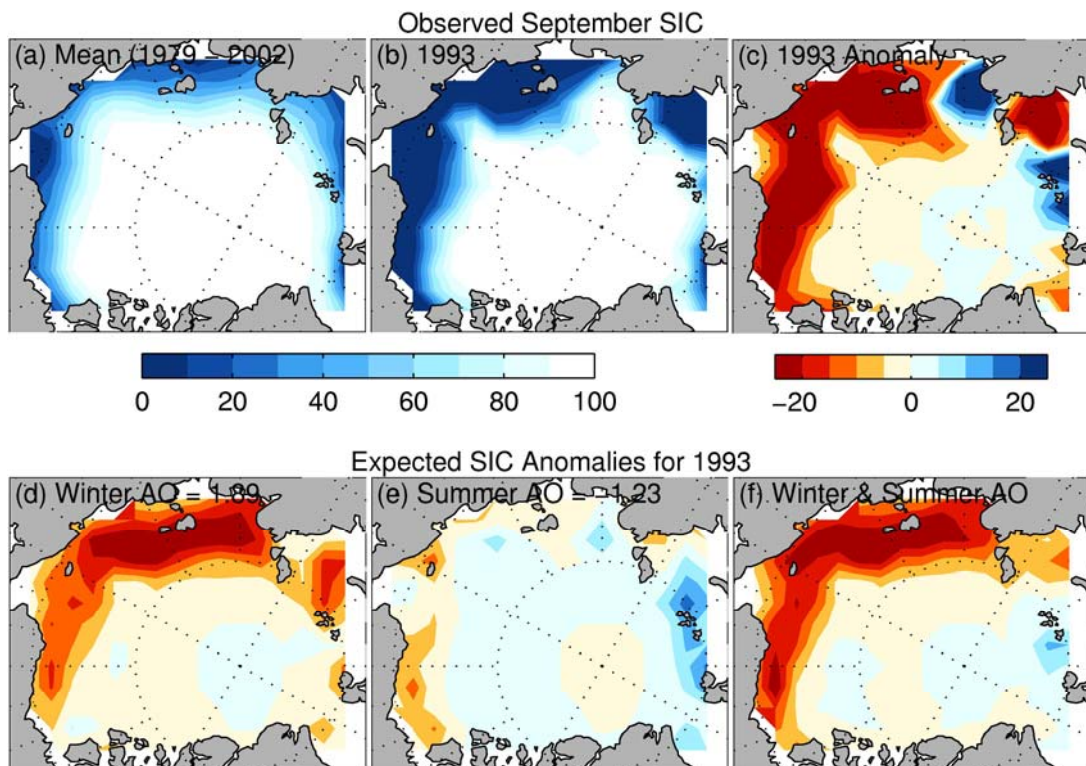 Observed September SIC
(a) Mean (1979 – 2002)
(b) 1993
(c) 1993 Anomaly
0 20 40 60 80 100
−20 0 20
Expected SIC Anomalies for 1993
(d) Winter AO = 1.89
(e) Summer AO = −1.23
(f) Winter & Summer AO